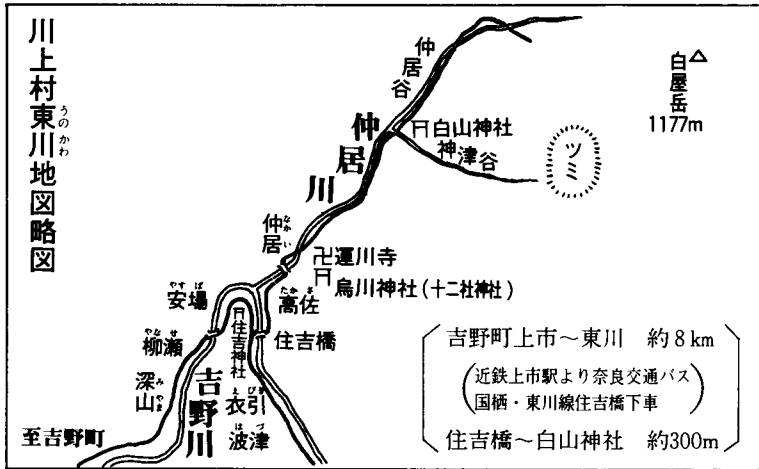 川上村東川地図略図
うのかわ
白屋岳
1177m
仲居谷
白山神社
神津谷
ツミ
仲居川
仲居
なかい
運川寺
烏川神社(十二社神社)
安場
やすば
高佐
たかさ
住吉神社
住吉橋
柳瀬
やなせ
深山
みやま
吉野川
衣引
えびき
波津
はづ
至吉野町
吉野町上市~東川 約8km
(近鉄上市駅より奈良交通バス
国栖・東川線住吉橋下車)
住吉橋~白山神社 約300m